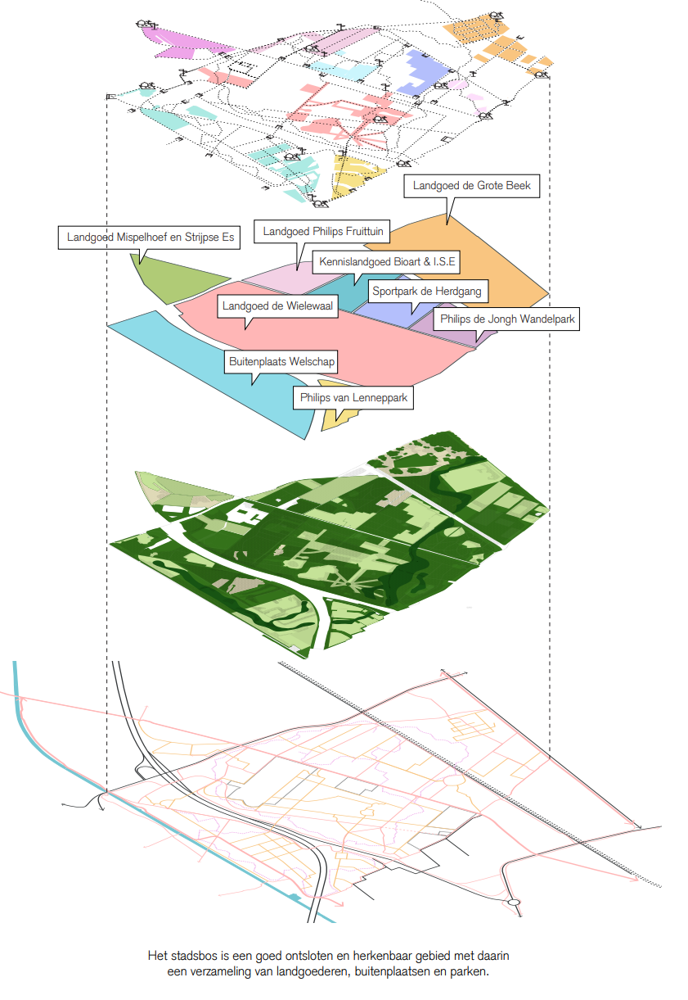 Landgoed de Grote Beek
Landgoed Mispelhoef en Strijpse Es
Landgoed Philips Fruittuin
Kennislandgoed Bioart & I.S.E
Sportpark de Herdgang
Landgoed de Wielewaal
Philips de Jongh Wandelpark
Buitenplaats Welschap
Philips van Lenneppark
Het stadsbos is een goed ontsloten en herkenbaar gebied met daarin
een verzameling van landgoederen, buitenplaatsen en parken.